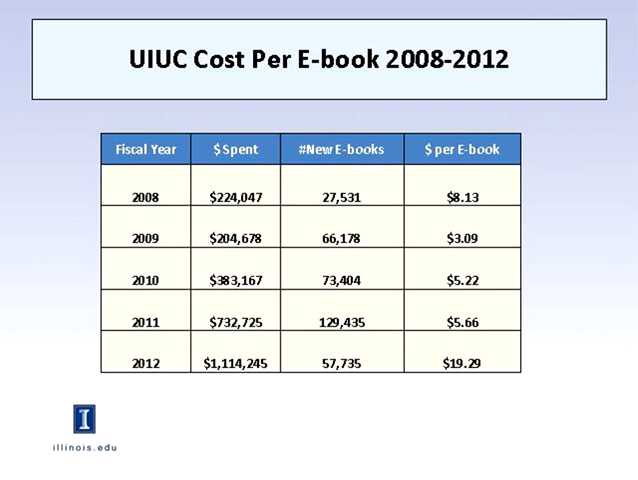 UIUC Cost Per E-book 2008-2012
Fiscal Year $ Spent #New E-books $ per E-book
2008 $224,047 27,531 $8.13
2009 $204,678 66,178 $3.09
2010 $383,167 73,404 $5.22
2011 $732,725 129,435 $5.66
2012 $1,114,245 57,735 $19.29
I
illinois.edu